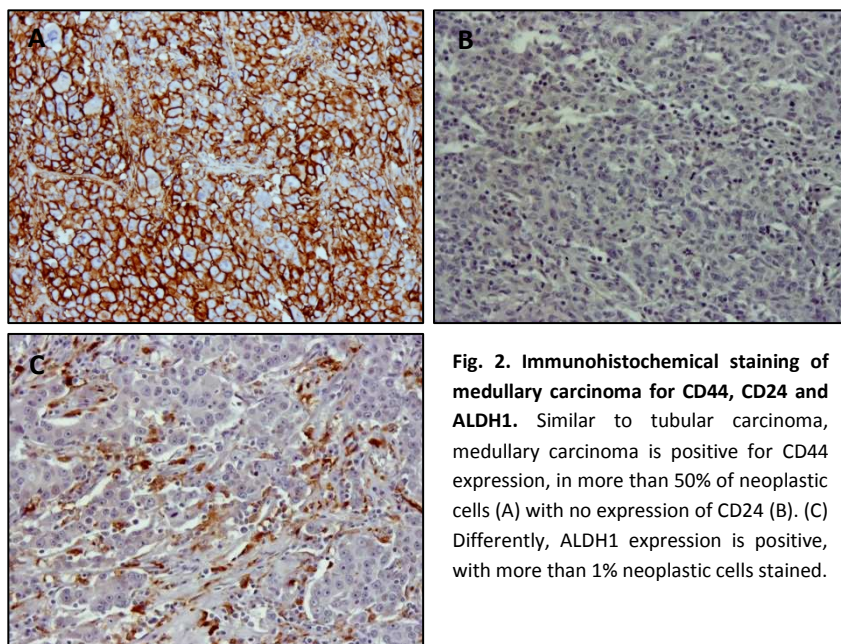 A
B
C
Fig. 2. Immunohistochemical staining of
medullary carcinoma for CD44, CD24 and
ALDH1. Similar to tubular carcinoma,
medullary carcinoma is positive for CD44
expression, in more than 50% of neoplastic
cells (A) with no expression of CD24 (B). (C)
Differently, ALDH1 expression is positive,
with more than 1% neoplastic cells stained.